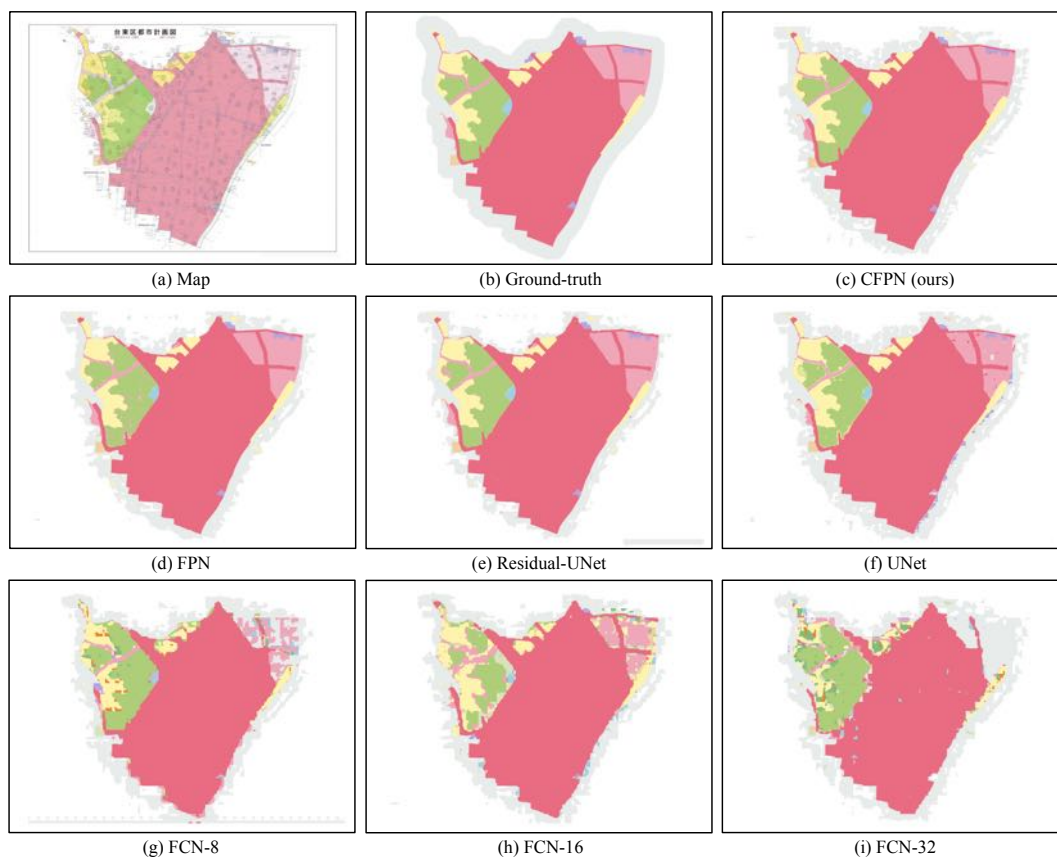 台東区都市計画図
(a) Map
(b) Ground-truth
(c) CFPN (ours)
(d) FPN
(e) Residual-UNet
(f) UNet
(g) FCN-8
(h) FCN-16
(i) FCN-32